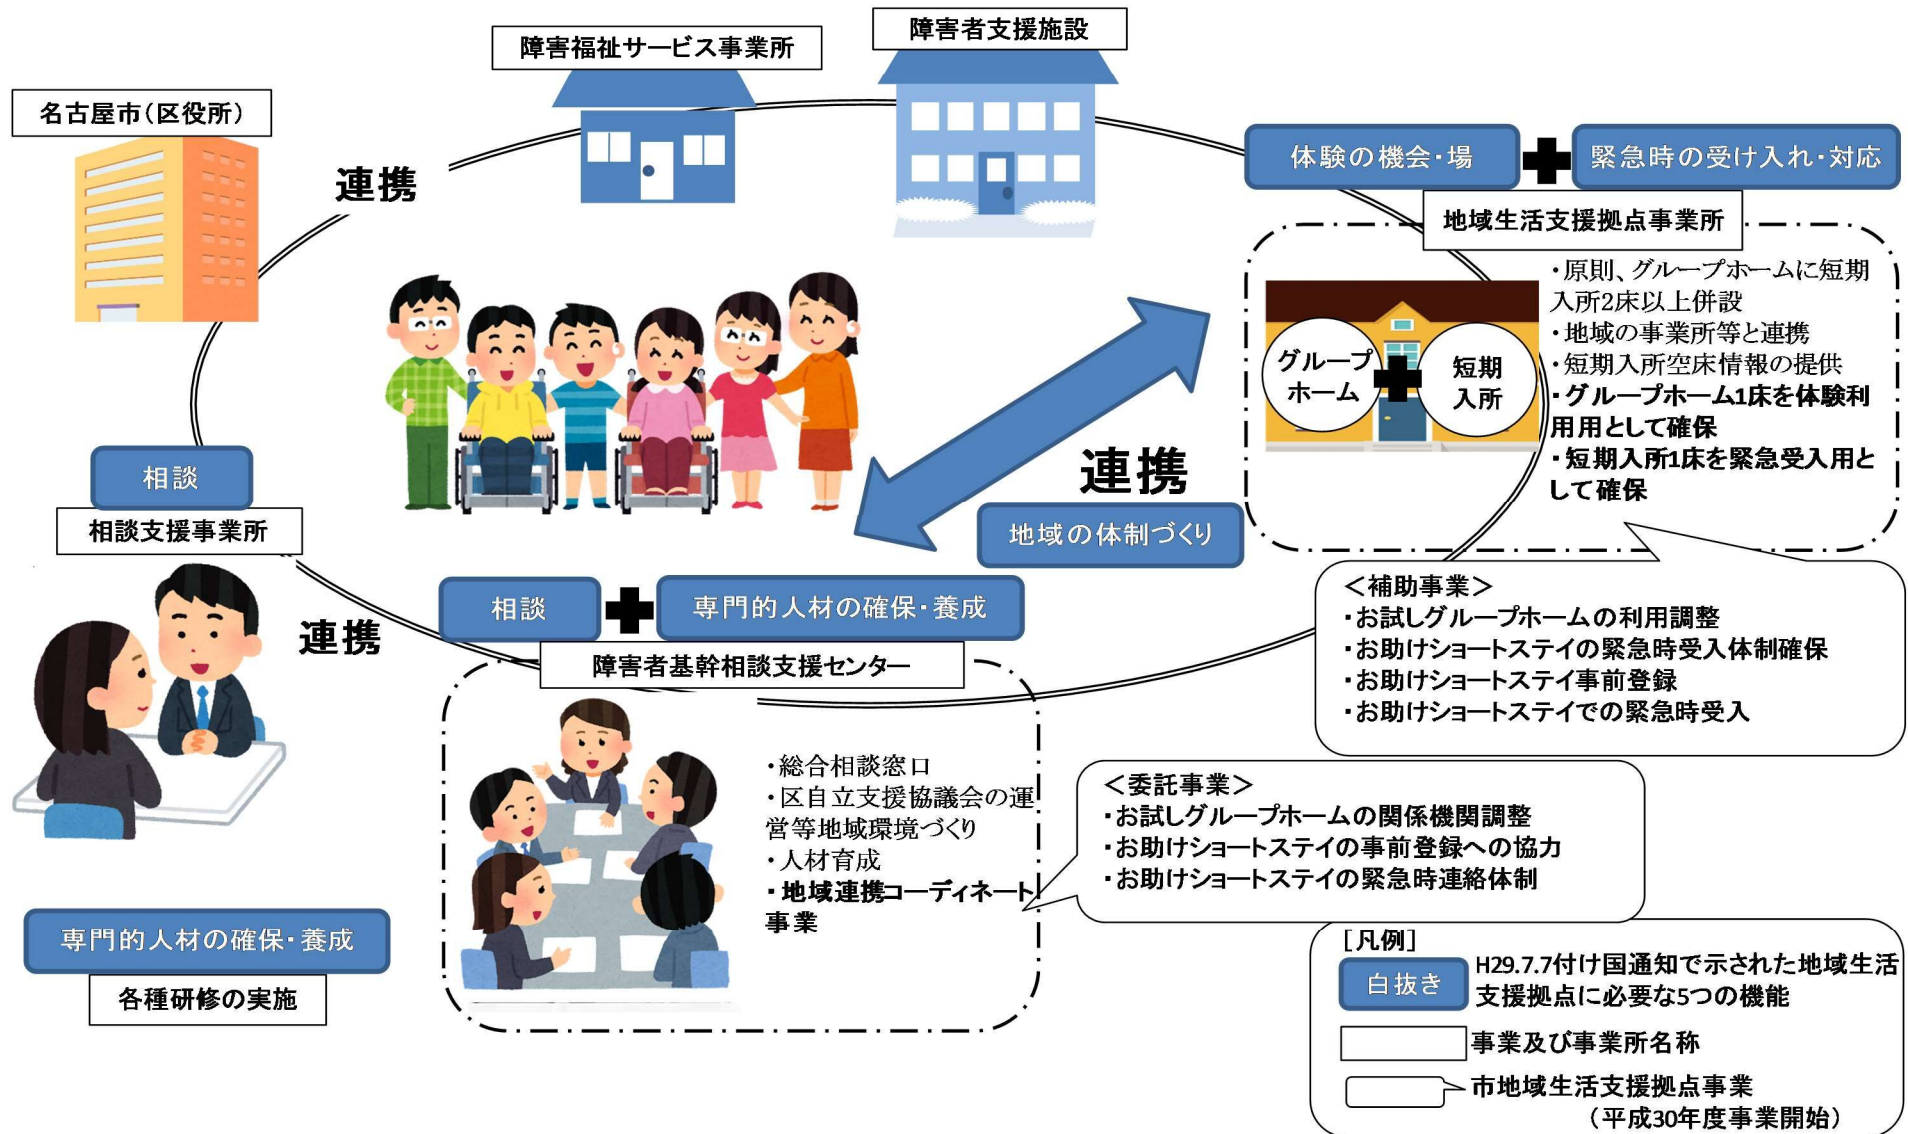 障害者支援施設
障害福祉サービス事業所
名古屋市(区役所)
連携
体験の機会・場
緊急時の受け入れ・対応
地域生活支援拠点事業所
グループ
ホーム
短期
入所
・原則、グループホームに短期
入所2床以上併設
・地域の事業所等と連携
・短期入所空床情報の提供
・グループホーム1床を体験利
用用として確保
・短期入所1床を緊急受入用と
して確保
連携
地域の体制づくり
相談
相談支援事業所
連携
相談
専門的人材の確保・養成
障害者基幹相談支援センター
・総合相談窓口
・区自立支援協議会の運
営等地域環境づくり
・人材育成
・地域連携コーディネート
事業
<補助事業>
・お試しグループホームの利用調整
・お助けショートステイの緊急時受入体制確保
・お助けショートステイ事前登録
・お助けショートステイでの緊急時受入
<委託事業>
・お試しグループホームの関係機関調整
・お助けショートステイの事前登録への協力
・お助けショートステイの緊急時連絡体制
専門的人材の確保・養成
各種研修の実施
[凡例]
白抜き
H29.7.7付け国通知で示された地域生活
支援拠点に必要な5つの機能
事業及び事業所名称
市地域生活支援拠点事業
(平成30年度事業開始)